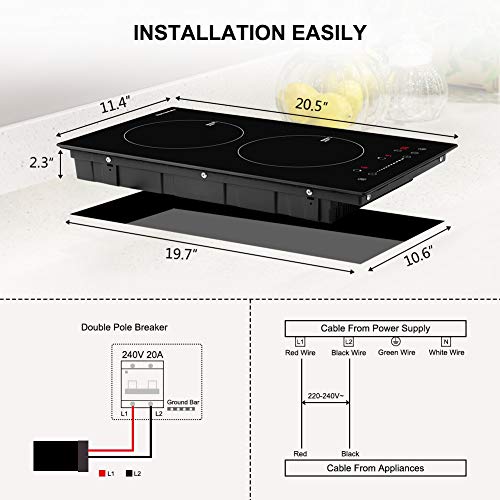 INSTALLATION EASILY
11.4"
20.5"
2.3"
19.7"
10.6"
Double Pole Breaker
240V 20A
Ground Bar
L1 L2
L1 L2
Cable From Power Supply
L1 L2 N
Red Wire Black Wire Green Wire White Wire
220-240V~
Red Black
Cable From Appliances